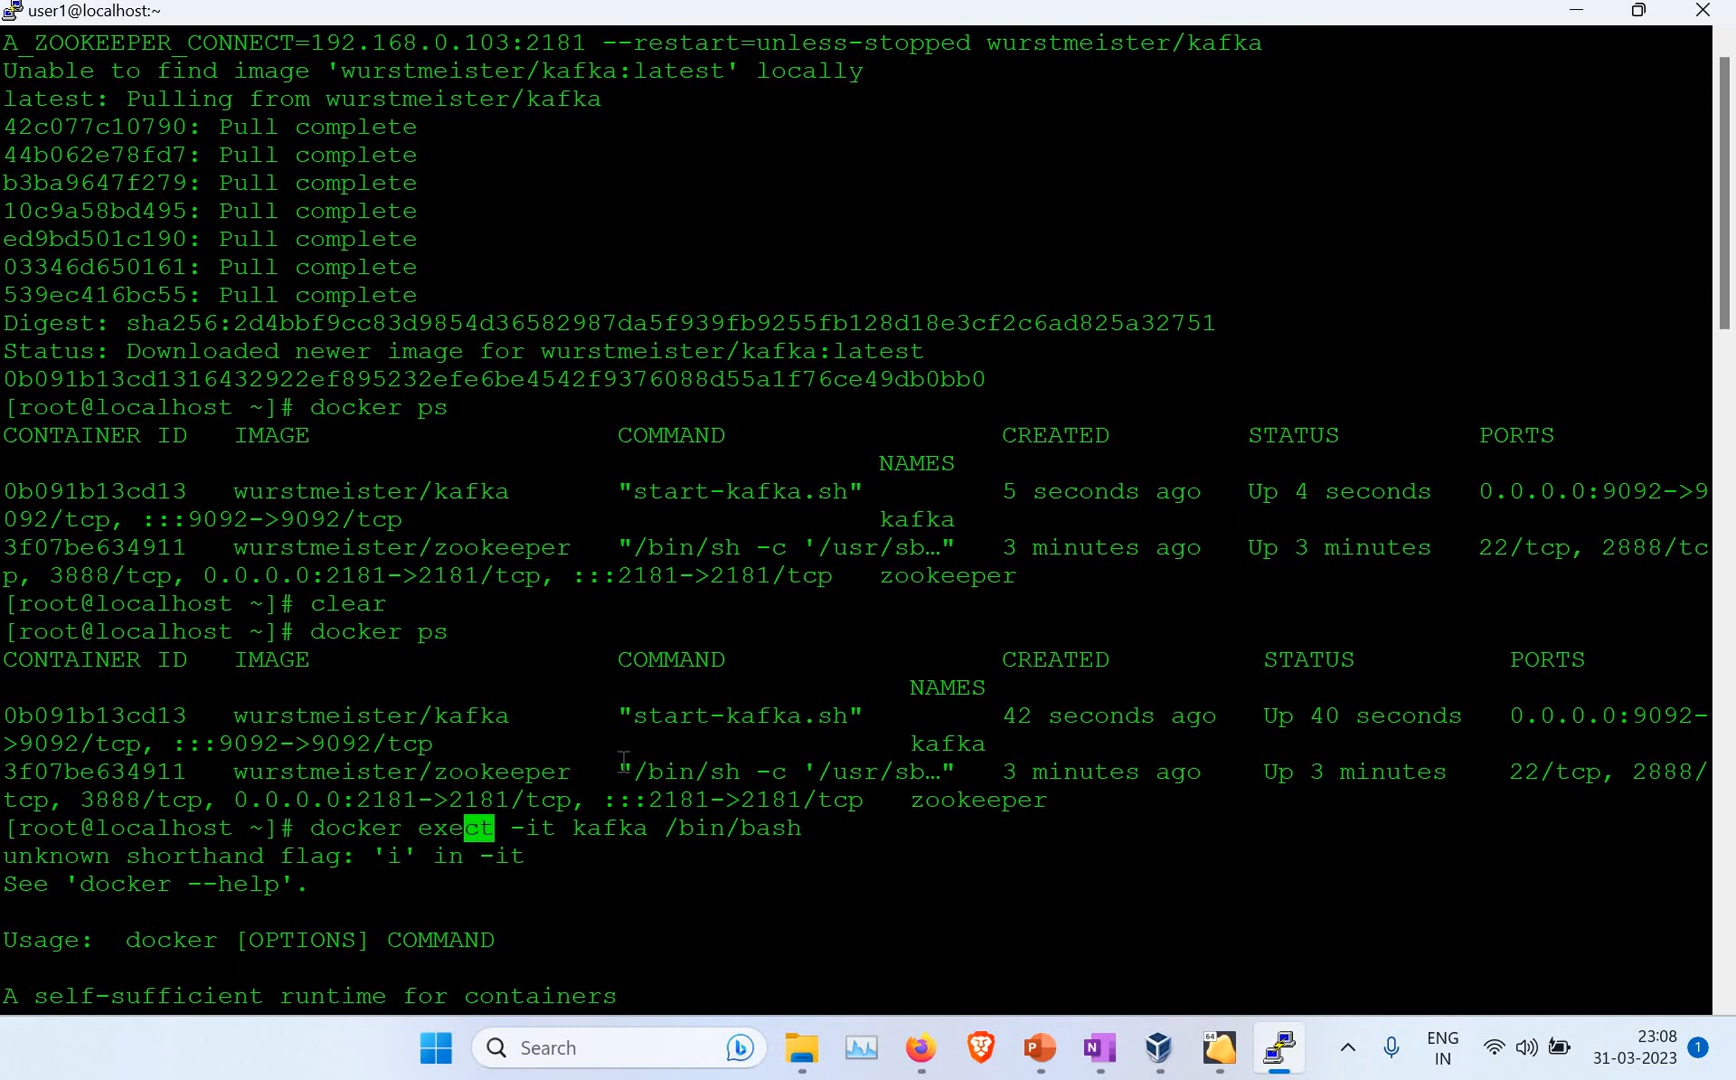 user1@localhost:~
A_ZOOKEEPER_CONNECT=192.168.0.103:2181 --restart=unless-stopped wurstmeister/kafka
Unable to find image 'wurstmeister/kafka:latest' locally
latest: Pulling from wurstmeister/kafka
42c077c10790: Pull complete
44b062e78fd7: Pull complete
b3ba9647f279: Pull complete
10c9a58bd495: Pull complete
ed9bd501c190: Pull complete
03346d650161: Pull complete
539ec416bc55: Pull complete
Digest: sha256:2d4bbf9cc83d9854d36582987da5f939fb9255fb128d18e3cf2c6ad825a32751
Status: Downloaded newer image for wurstmeister/kafka:latest
0b091b13cd1316432922ef895232efe6be4542f9376088d55a1f76ce49db0bb0
[root@localhost ~]# docker ps
CONTAINER ID   IMAGE                    COMMAND                  CREATED         STATUS         PORTS
NAMES
0b091b13cd13   wurstmeister/kafka       "start-kafka.sh"         5 seconds ago   Up 4 seconds   0.0.0.0:9092->9
092/tcp, :::9092->9092/tcp                               kafka
3f07be634911   wurstmeister/zookeeper   "/bin/sh -c '/usr/sb…"   3 minutes ago   Up 3 minutes   22/tcp, 2888/tc
p, 3888/tcp, 0.0.0.0:2181->2181/tcp, :::2181->2181/tcp   zookeeper
[root@localhost ~]# clear
[root@localhost ~]# docker ps
CONTAINER ID   IMAGE                    COMMAND                  CREATED          STATUS          PORTS
NAMES
0b091b13cd13   wurstmeister/kafka       "start-kafka.sh"         42 seconds ago   Up 40 seconds   0.0.0.0:9092-
>9092/tcp, :::9092->9092/tcp                               kafka
3f07be634911   wurstmeister/zookeeper   "/bin/sh -c '/usr/sb…"   3 minutes ago    Up 3 minutes    22/tcp, 2888/
tcp, 3888/tcp, 0.0.0.0:2181->2181/tcp, :::2181->2181/tcp   zookeeper
[root@localhost ~]# docker exect -it kafka /bin/bash
unknown shorthand flag: 'i' in -it
See 'docker --help'.
Usage:  docker [OPTIONS] COMMAND
A self-sufficient runtime for containers
Search
64
ENG
IN
23:08
31-03-2023
1